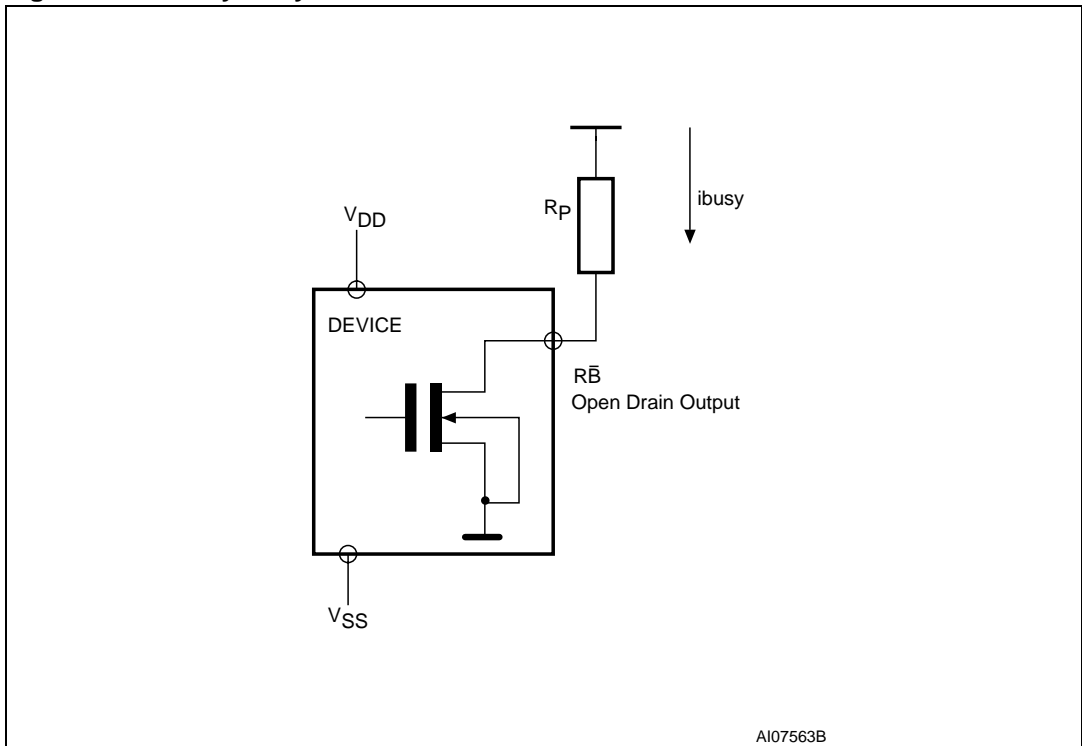 RP
ibusy
VDD
DEVICE
RB̄
Open Drain Output
VSS
AI07563B